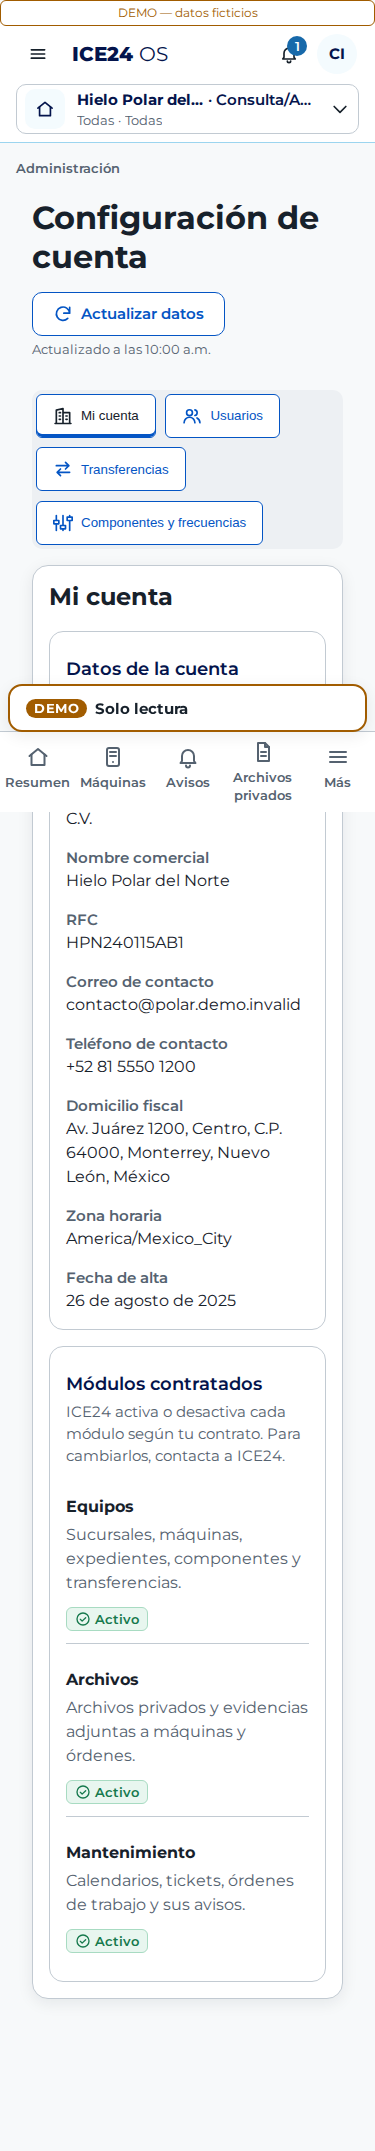 DEMO — datos ficticios
ICE24 OS
1
CI
Hielo Polar del... · Consulta/A...
Todas · Todas
Administración
Configuración de
cuenta
Actualizar datos
Actualizado a las 10:00 a.m.
Mi cuenta
Usuarios
Transferencias
Componentes y frecuencias
Mi cuenta
Datos de la cuenta
DEMO Solo lectura
Resumen
Máquinas
Avisos
Archivos
privados
Más
C.V.
Nombre comercial
Hielo Polar del Norte
RFC
HPN240115AB1
Correo de contacto
contacto@polar.demo.invalid
Teléfono de contacto
+52 81 5550 1200
Domicilio fiscal
Av. Juárez 1200, Centro, C.P.
64000, Monterrey, Nuevo
León, México
Zona horaria
America/Mexico_City
Fecha de alta
26 de agosto de 2025
Módulos contratados
ICE24 activa o desactiva cada
módulo según tu contrato. Para
cambiarlos, contacta a ICE24.
Equipos
Sucursales, máquinas,
expedientes, componentes y
transferencias.
Activo
Archivos
Archivos privados y evidencias
adjuntas a máquinas y
órdenes.
Activo
Mantenimiento
Calendarios, tickets, órdenes
de trabajo y sus avisos.
Activo